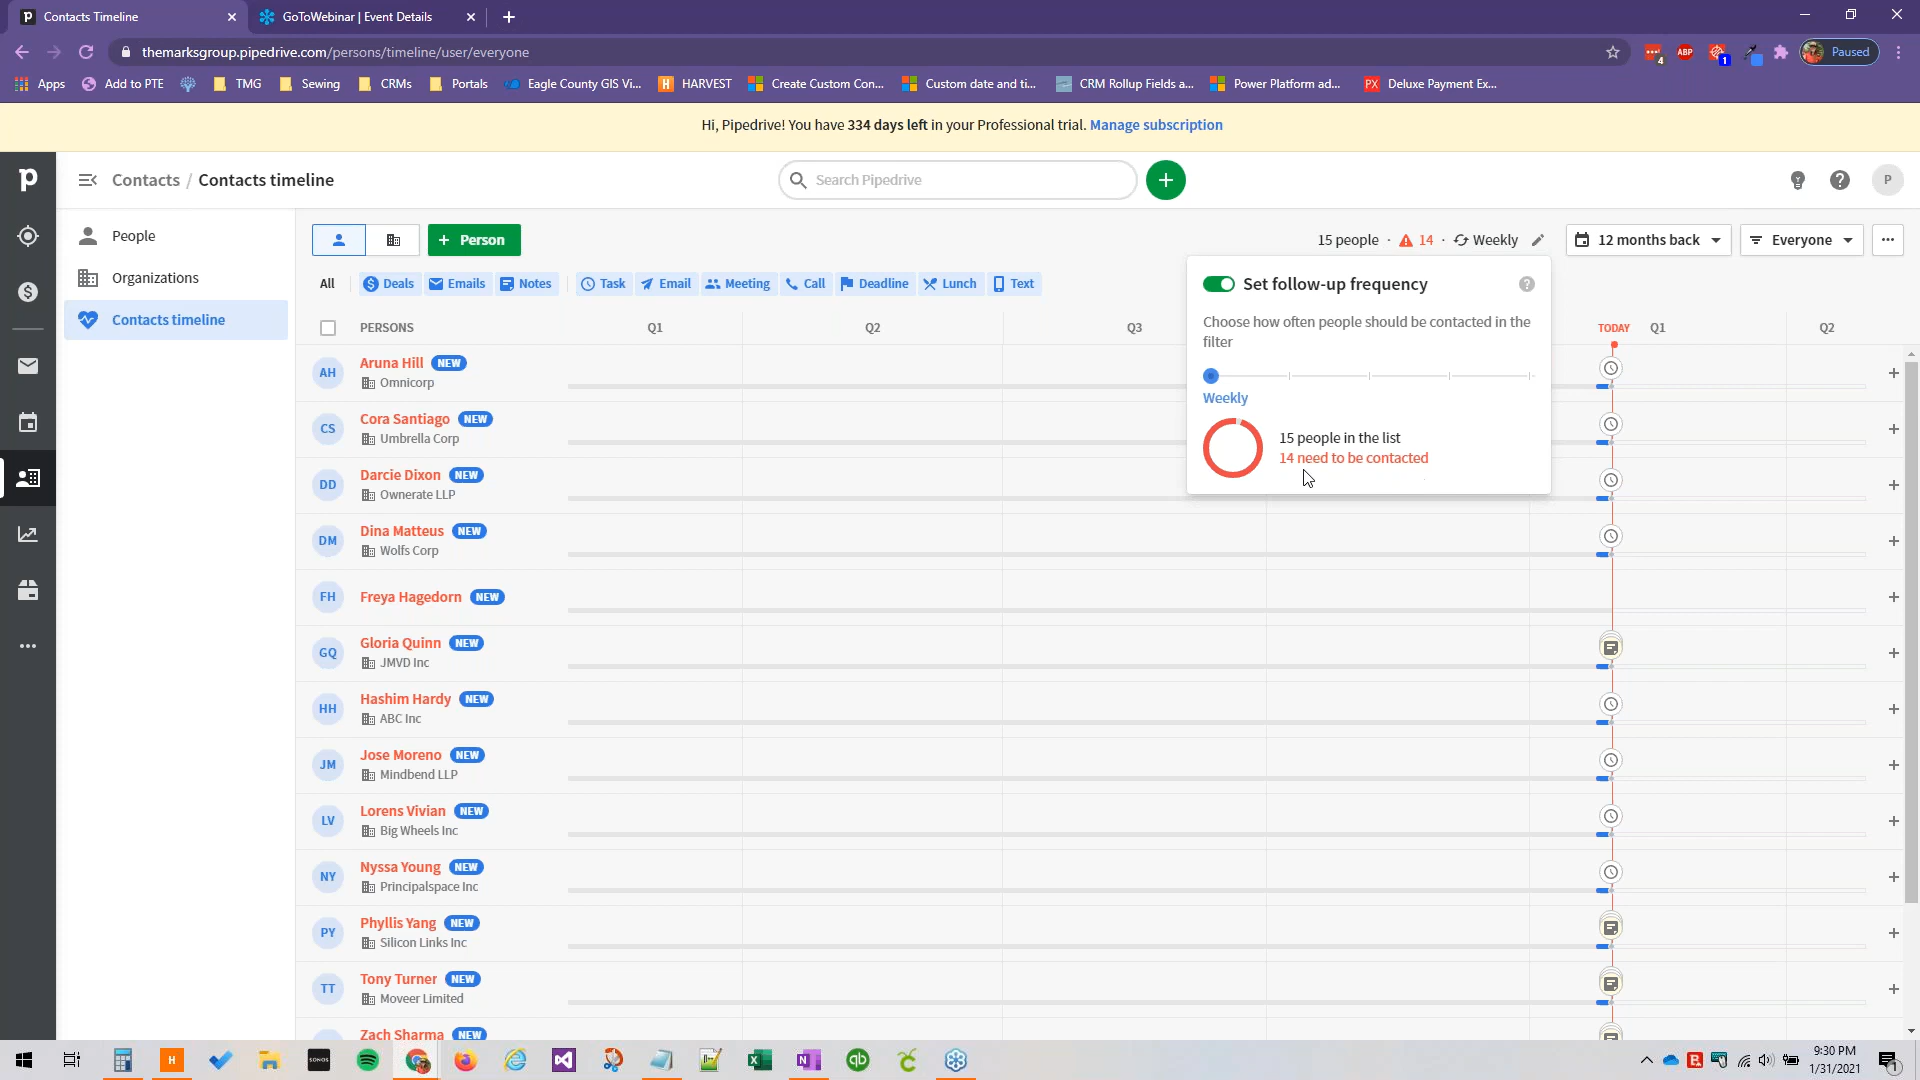 Contacts Timeline
GoToWebinar | Event Details
themarksgroup.pipedrive.com/persons/timeline/user/everyone
ABP
4
1
Paused
Apps
Add to PTE
TMG
Sewing
CRMs
Portals
Eagle County GIS Vi...
H HARVEST
Create Custom Con...
Custom date and ti...
CRM Rollup Fields a...
Power Platform ad...
PX Deluxe Payment Ex...
Hi, Pipedrive! You have 334 days left in your Professional trial. Manage subscription
p
Contacts / Contacts timeline
Search Pipedrive
P
People
Organizations
Contacts timeline
+ Person
15 people · 14 · Weekly
12 months back
Everyone
All Deals Emails Notes Task Email Meeting Call Deadline Lunch Text
Set follow-up frequency
Choose how often people should be contacted in the
filter
Weekly
15 people in the list
14 need to be contacted
PERSONS Q1 Q2 Q3 TODAY Q1 Q2
AH Aruna Hill NEW
Omnicorp
CS Cora Santiago NEW
Umbrella Corp
DD Darcie Dixon NEW
Ownerate LLP
DM Dina Matteus NEW
Wolfs Corp
FH Freya Hagedorn NEW
GQ Gloria Quinn NEW
JMVD Inc
HH Hashim Hardy NEW
ABC Inc
JM Jose Moreno NEW
Mindbend LLP
LV Lorens Vivian NEW
Big Wheels Inc
NY Nyssa Young NEW
Principalspace Inc
PY Phyllis Yang NEW
Silicon Links Inc
TT Tony Turner NEW
Moveer Limited
Zach Sharma NEW
H
SONOS
N
qb
9:30 PM
1/31/2021
1